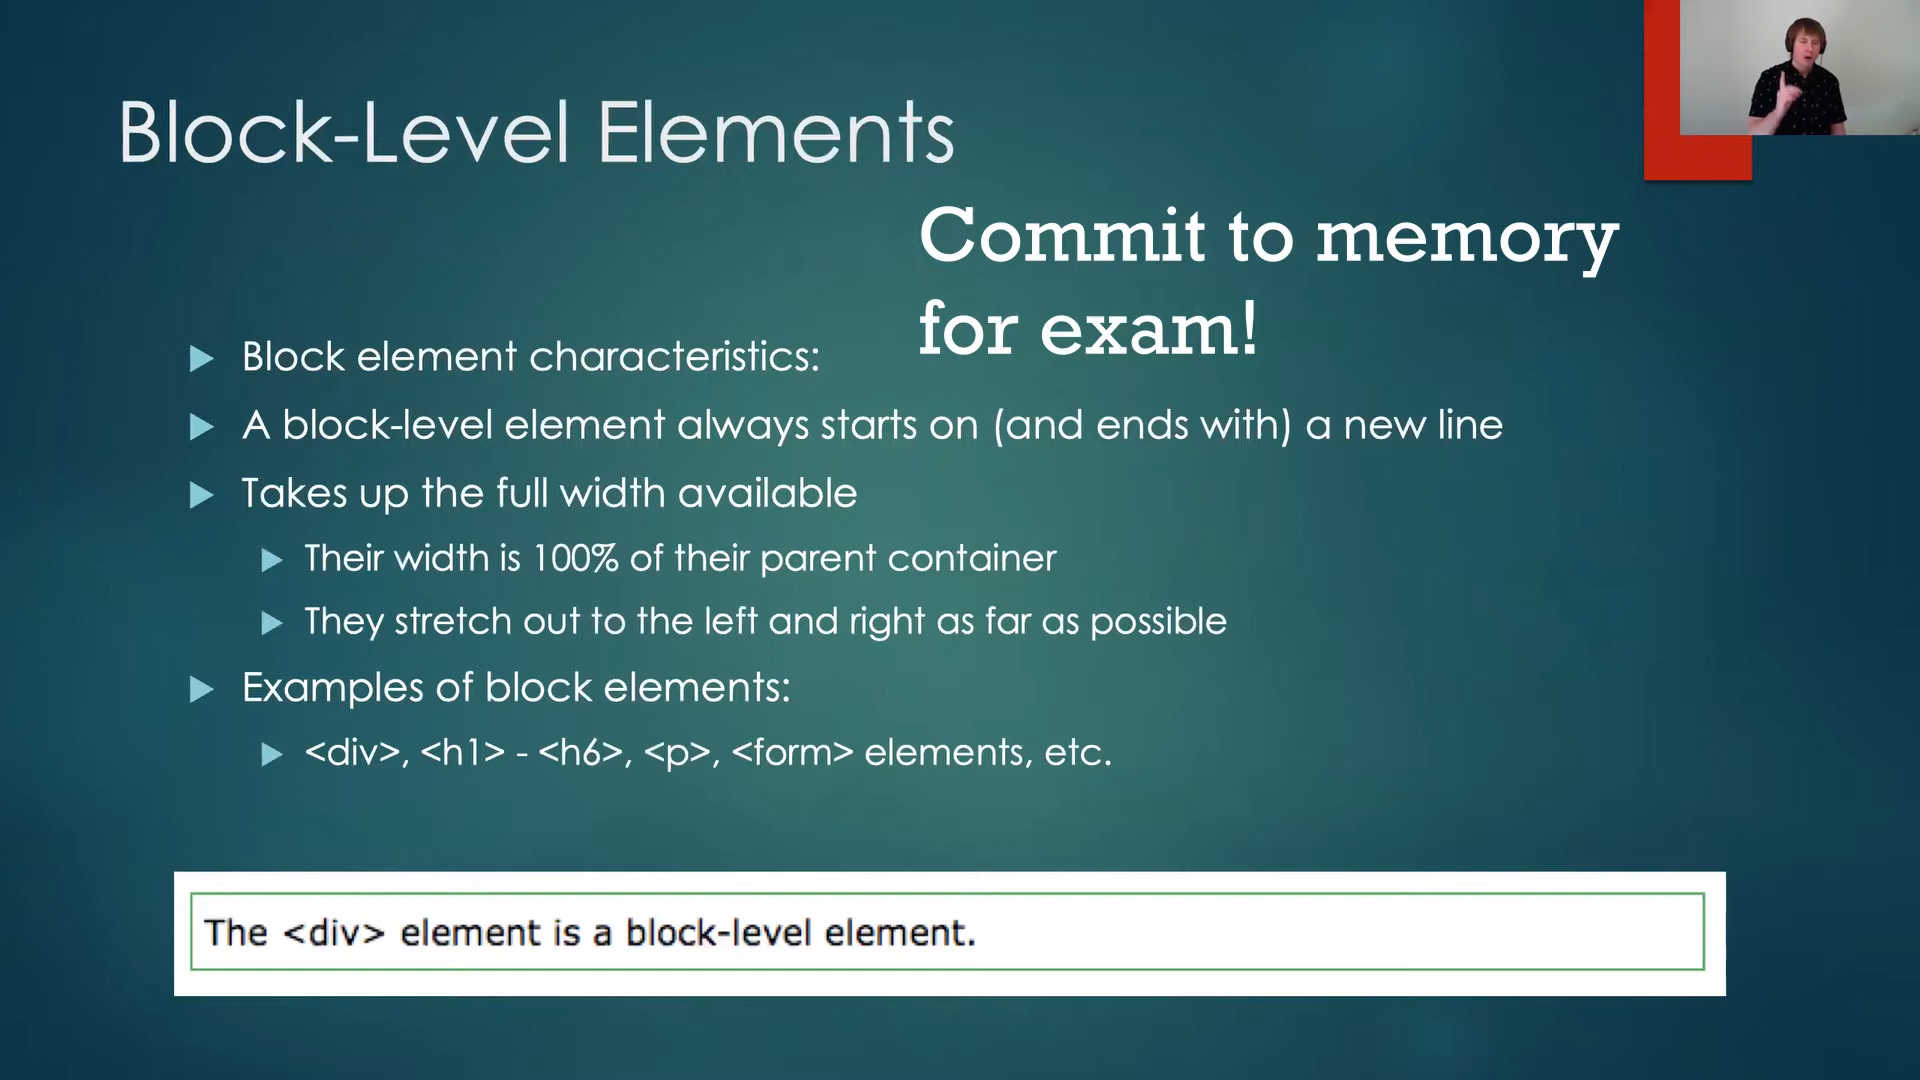 Block-Level Elements
Commit to memory
for exam!
Block element characteristics:
A block-level element always starts on (and ends with) a new line
Takes up the full width available
Their width is 100% of their parent container
They stretch out to the left and right as far as possible
Examples of block elements:
<div>, <h1> - <h6>, <p>, <form> elements, etc.
The <div> element is a block-level element.